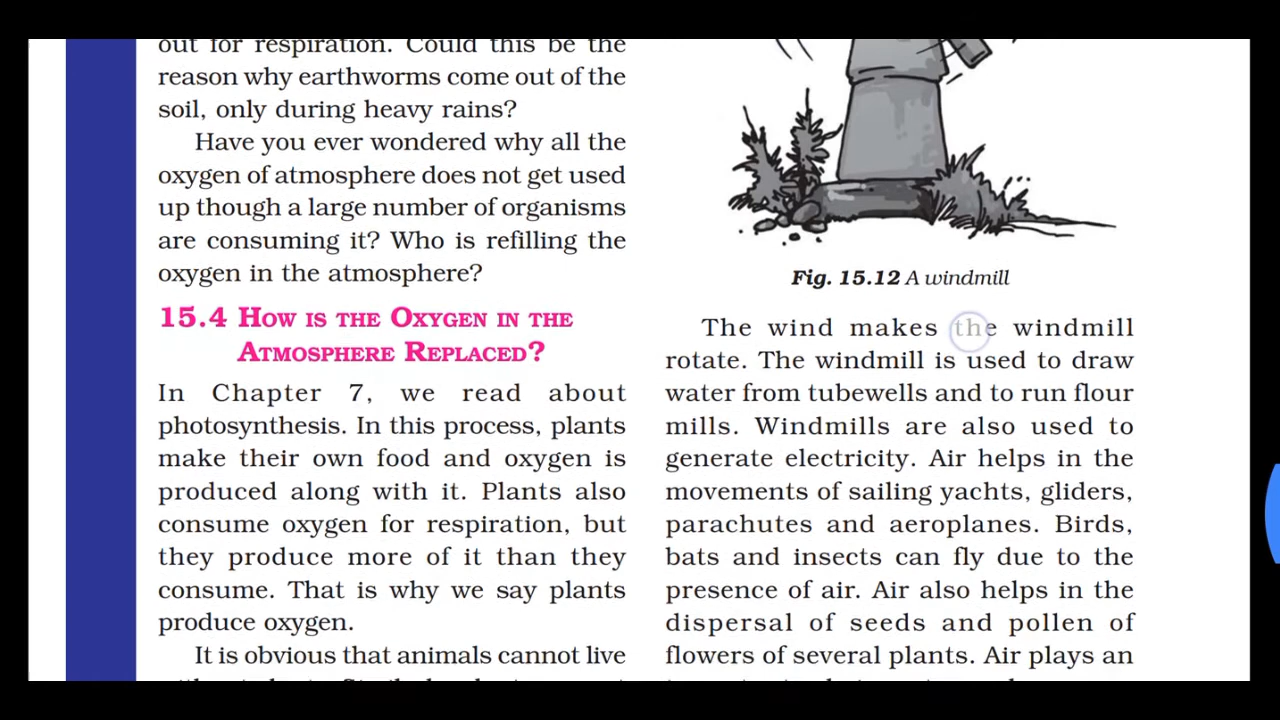 out for respiration. Could this be the
reason why earthworms come out of the
soil, only during heavy rains?
Have you ever wondered why all the
oxygen of atmosphere does not get used
up though a large number of organisms
are consuming it? Who is refilling the
oxygen in the atmosphere?
15.4 HOW IS THE OXYGEN IN THE
ATMOSPHERE REPLACED?
In Chapter 7, we read about
photosynthesis. In this process, plants
make their own food and oxygen is
produced along with it. Plants also
consume oxygen for respiration, but
they produce more of it than they
consume. That is why we say plants
produce oxygen.
It is obvious that animals cannot live
Fig. 15.12 A windmill
The wind makes the windmill
rotate. The windmill is used to draw
water from tubewells and to run flour
mills. Windmills are also used to
generate electricity. Air helps in the
movements of sailing yachts, gliders,
parachutes and aeroplanes. Birds,
bats and insects can fly due to the
presence of air. Air also helps in the
dispersal of seeds and pollen of
flowers of several plants. Air plays an